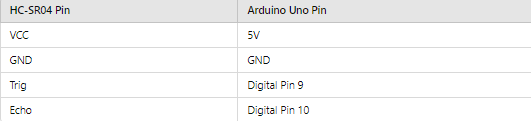 HC-SR04 Pin Arduino Uno Pin
VCC 5V
GND GND
Trig Digital Pin 9
Echo Digital Pin 10